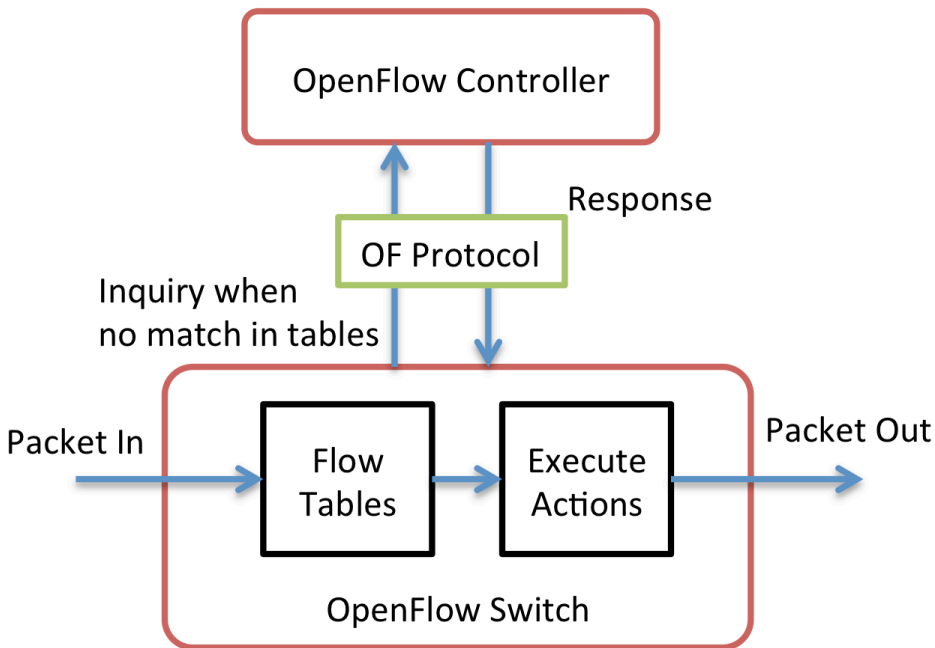 OpenFlow Controller
Response
OF Protocol
Inquiry when
no match in tables
Packet In
Flow
Tables
Execute
Actions
Packet Out
OpenFlow Switch